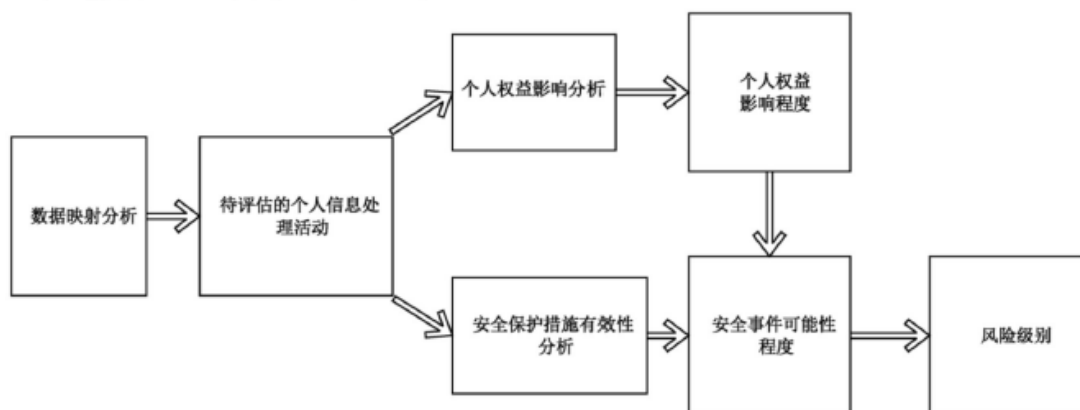 数据映射分析
待评估的个人信息处
理活动
个人权益影响分析
个人权益
影响程度
安全保护措施有效性
分析
安全事件可能性
程度
风险级别